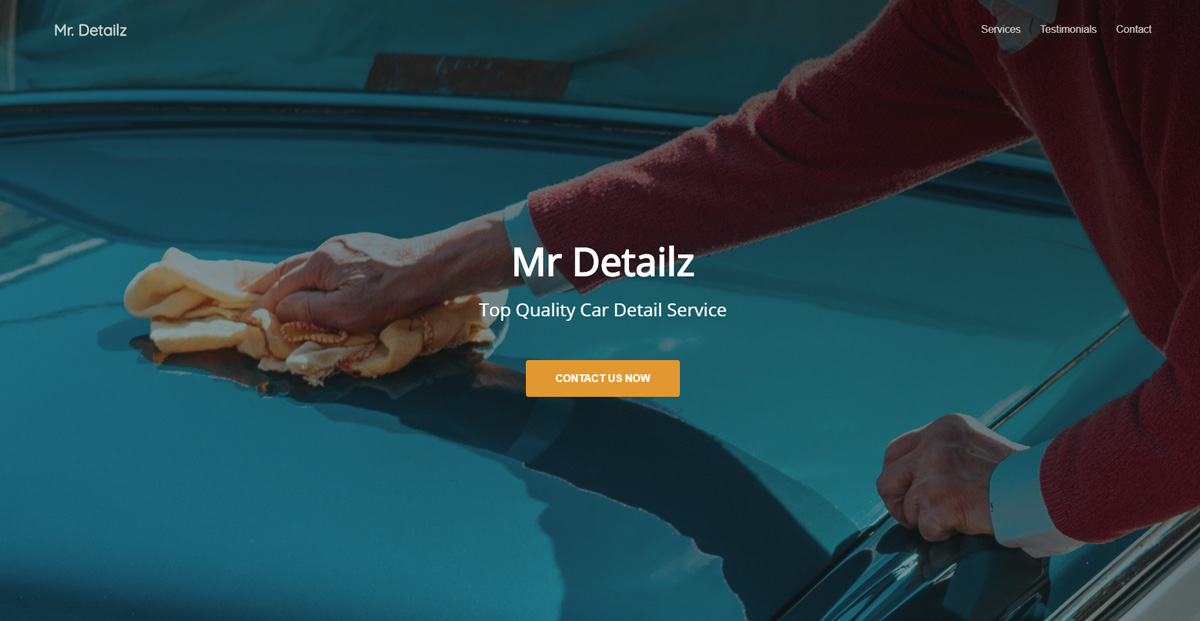 Mr. Detailz
Services Testimonials Contact
Mr Detailz
Top Quality Car Detail Service
CONTACT US NOW